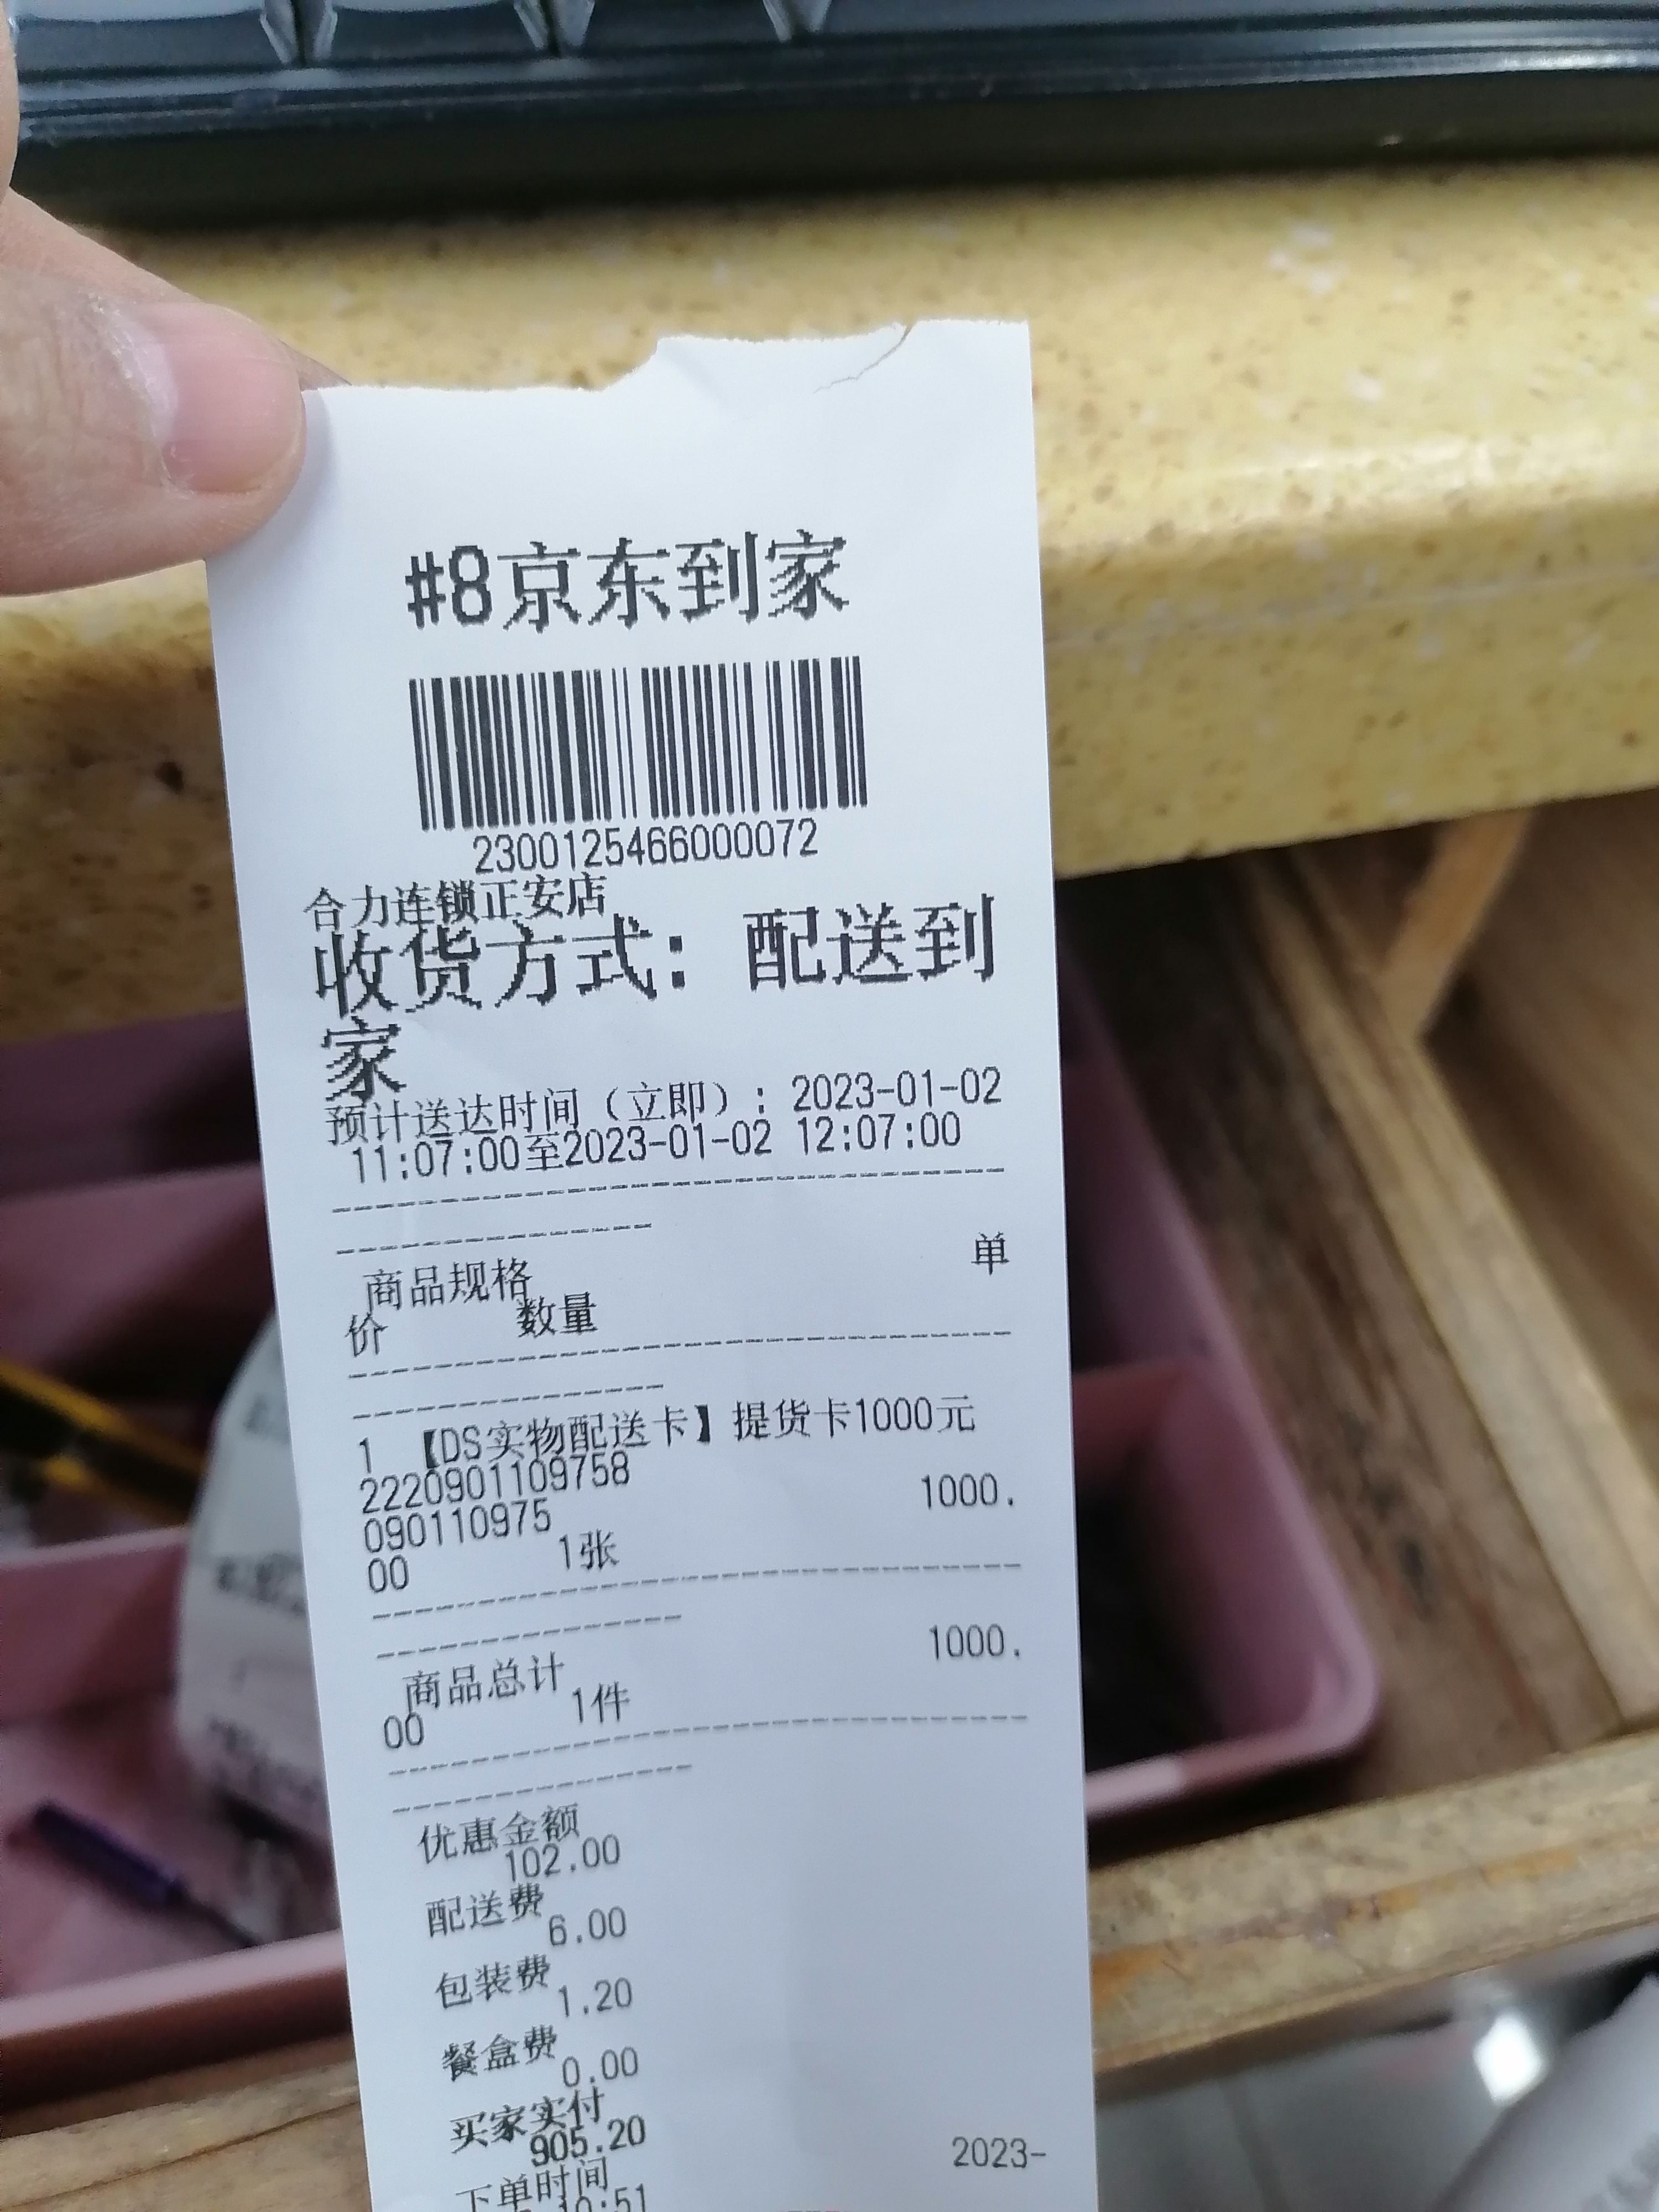 #8京东到家
2300125466000072
合力连锁正安店
收货方式：配送到
家
预计送达时间（立即）：2023-01-02
11:07:00至2023-01-02 12:07:00
商品规格 单
价 数量
1 【DS实物配送卡】提货卡1000元
2220901109758
090110975 1000.
00 1张
商品总计 1000.
00 1件
优惠金额
102.00
配送费
6.00
包装费
1.20
餐盒费
0.00
买家实付
905.20
下单时间 2023-
10:51